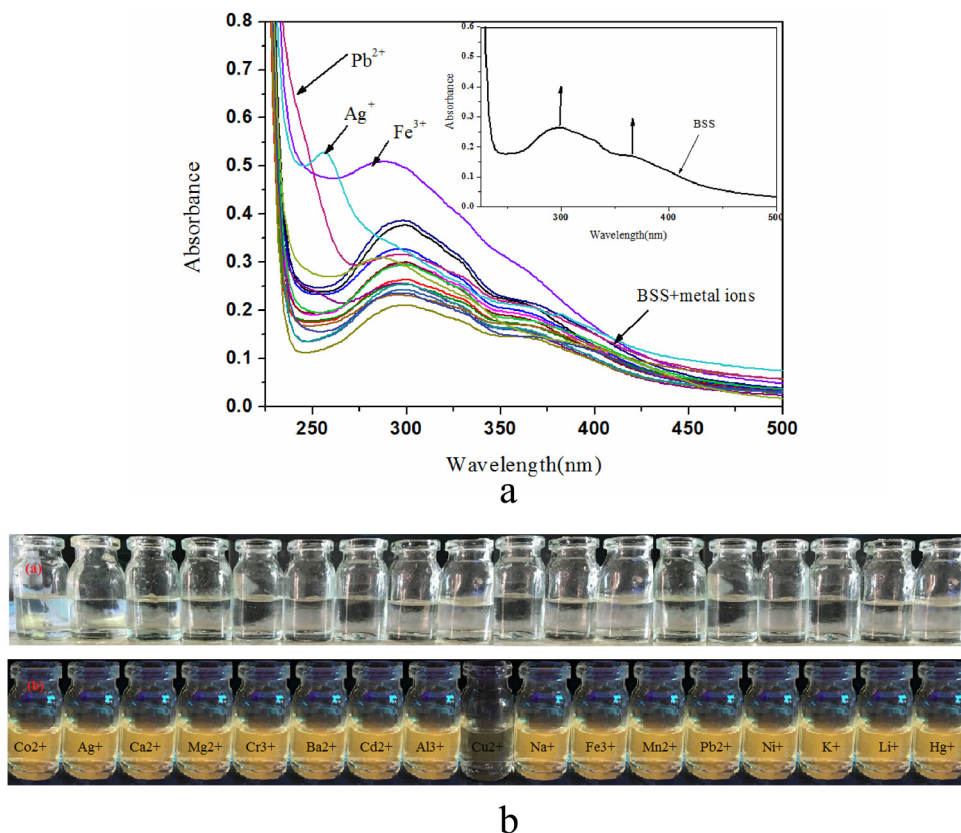 0.8
0.7
0.6
0.5
0.4
0.3
0.2
0.1
0.0
Absorbance
250
300
350
400
450
500
Wavelength(nm)
Pb2+
Ag+
Fe3+
BSS+metal ions
0.6
0.5
0.4
0.3
0.2
0.1
0.0
Absorbance
300
400
500
Wavelength(nm)
BSS
a
(a)
(b)
Co2+ Ag+ Ca2+ Mg2+ Cr3+ Ba2+ Cd2+ Al3+ Cu2+ Na+ Fe3+ Mn2+ Pb2+ Ni+ K+ Li+ Hg+
b